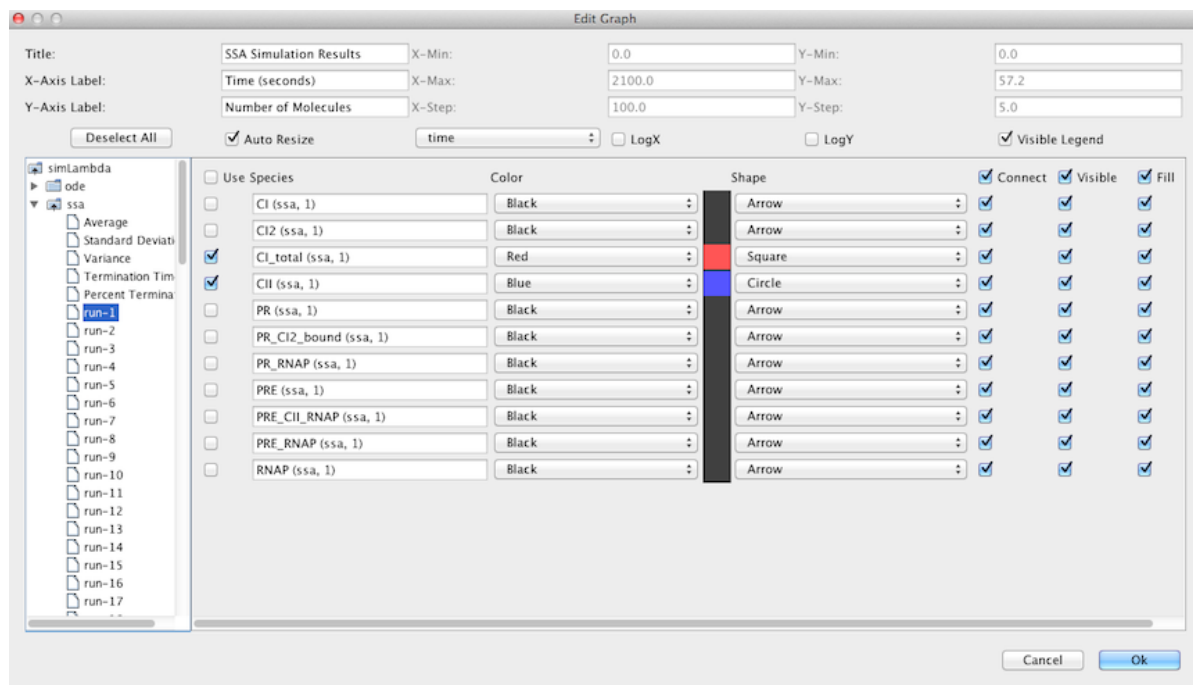 Edit Graph
Title: SSA Simulation Results X-Min: 0.0 Y-Min: 0.0
X-Axis Label: Time (seconds) X-Max: 2100.0 Y-Max: 57.2
Y-Axis Label: Number of Molecules X-Step: 100.0 Y-Step: 5.0
Deselect All Auto Resize time LogX LogY Visible Legend
simLambda
ode
ssa
Average
Standard Deviati
Variance
Termination Tim
Percent Termina
run-1
run-2
run-3
run-4
run-5
run-6
run-7
run-8
run-9
run-10
run-11
run-12
run-13
run-14
run-15
run-16
run-17
Use Species Color Shape Connect Visible Fill
CI (ssa, 1) Black Arrow
CI2 (ssa, 1) Black Arrow
CI_total (ssa, 1) Red Square
CII (ssa, 1) Blue Circle
PR (ssa, 1) Black Arrow
PR_CI2_bound (ssa, 1) Black Arrow
PR_RNAP (ssa, 1) Black Arrow
PRE (ssa, 1) Black Arrow
PRE_CII_RNAP (ssa, 1) Black Arrow
PRE_RNAP (ssa, 1) Black Arrow
RNAP (ssa, 1) Black Arrow
Cancel Ok